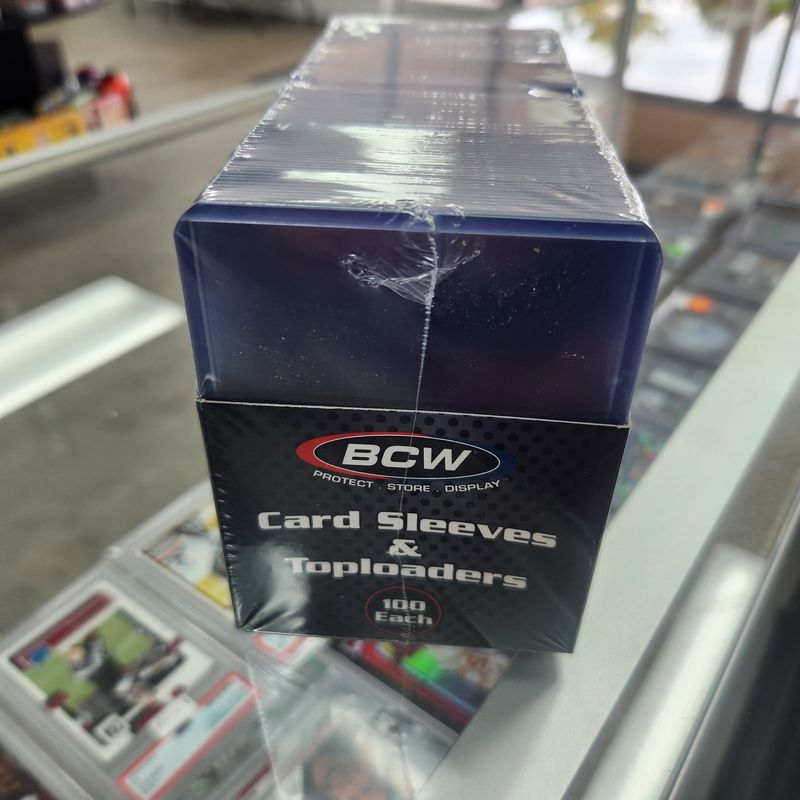 BCW
PROTECT . STORE . DISPLAY
Card Sleeves
&
Toploaders
100
Each